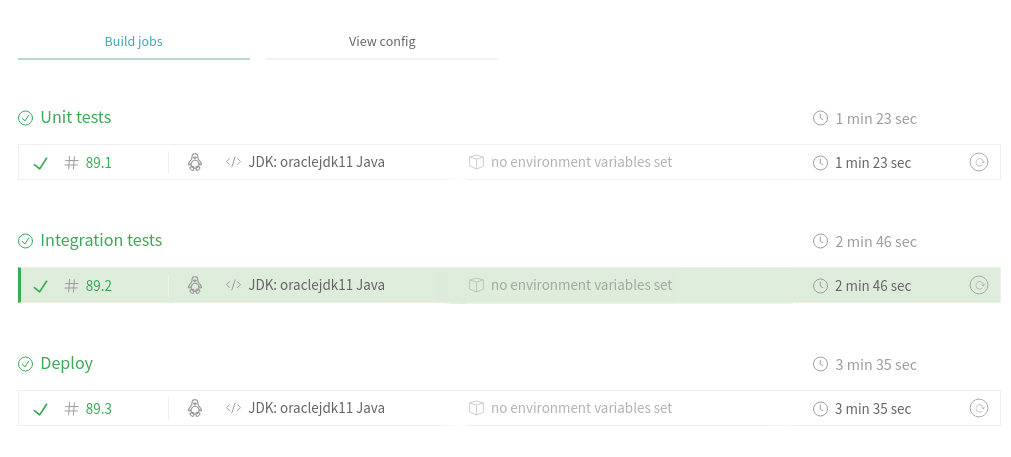 Build jobs View config
Unit tests 1 min 23 sec
# 89.1 </> JDK: oraclejdk11 Java no environment variables set 1 min 23 sec
Integration tests 2 min 46 sec
# 89.2 </> JDK: oraclejdk11 Java no environment variables set 2 min 46 sec
Deploy 3 min 35 sec
# 89.3 </> JDK: oraclejdk11 Java no environment variables set 3 min 35 sec